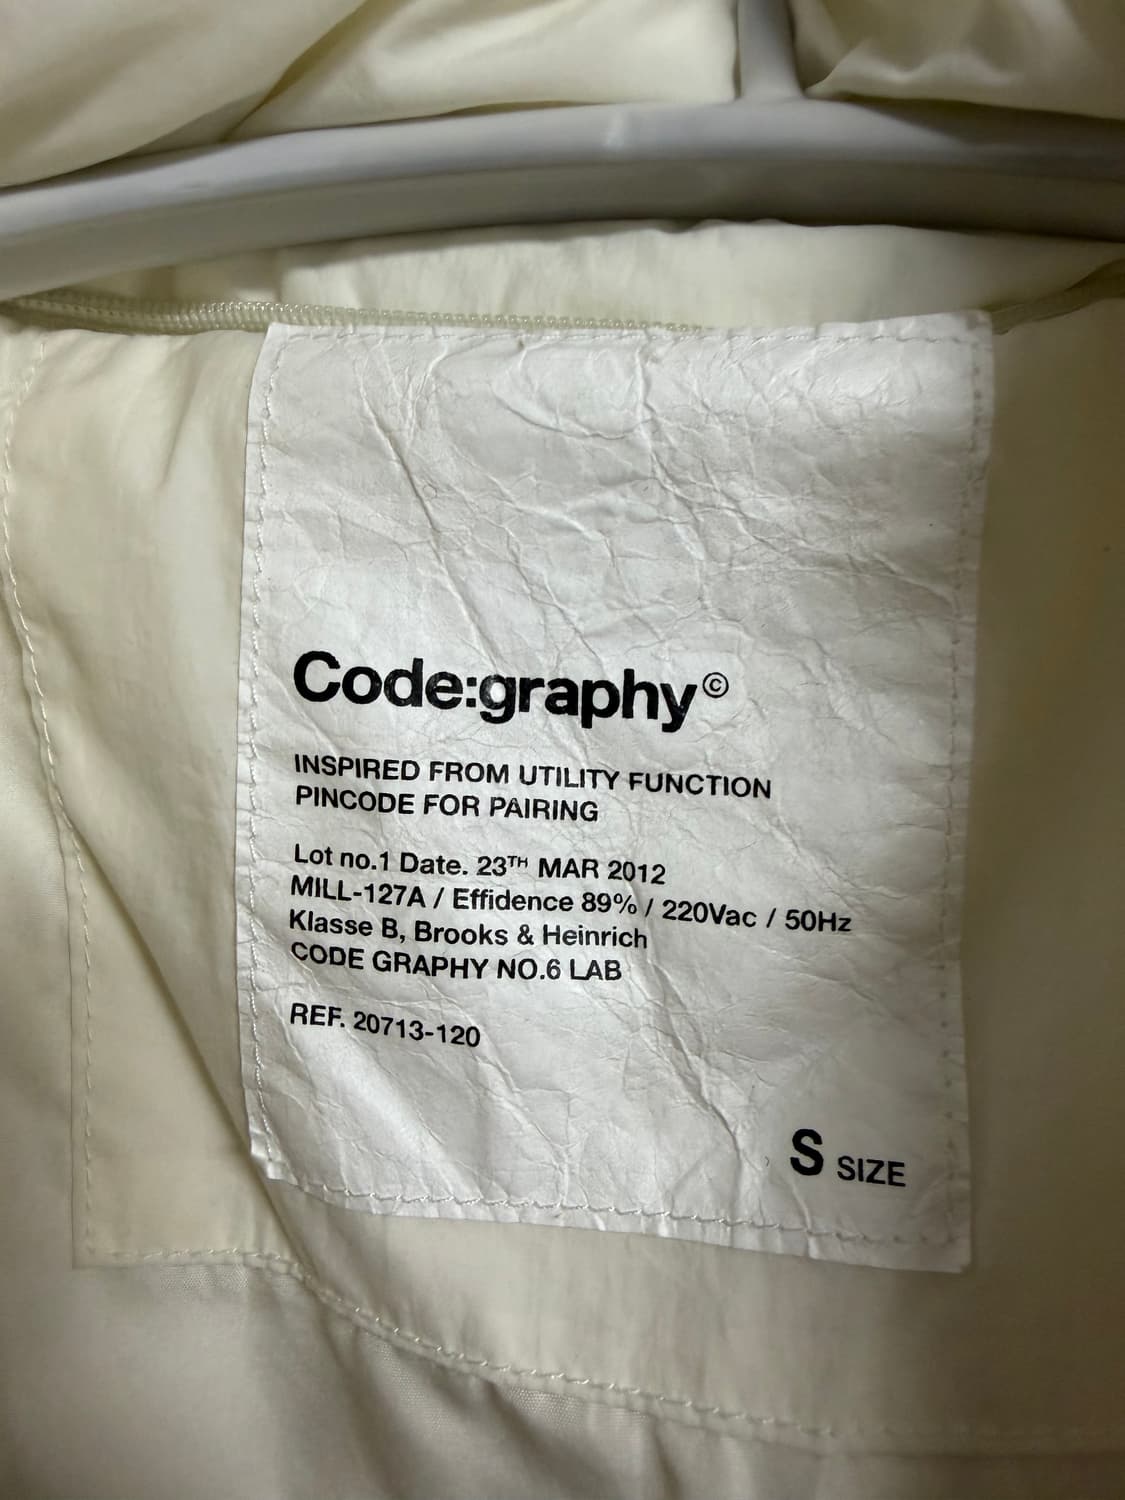 Code:graphy©
INSPIRED FROM UTILITY FUNCTION
PINCODE FOR PAIRING
Lot no.1 Date. 23TH MAR 2012
MILL-127A / Effidence 89% / 220Vac / 50Hz
Klasse B, Brooks & Heinrich
CODE GRAPHY NO.6 LAB
REF. 20713-120
S SIZE